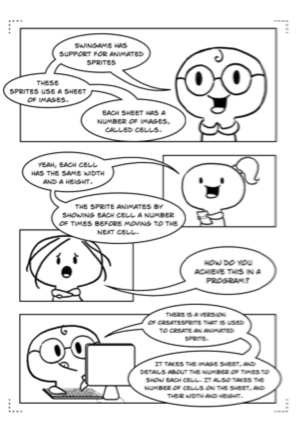 SWINGAME HAS
SUPPORT FOR ANIMATED
SPRITES
THESE
SPRITES USE A SHEET
OF IMAGES.
EACH SHEET HAS A
NUMBER OF IMAGES,
CALLED CELLS.
YEAH, EACH CELL
HAS THE SAME WIDTH
AND A HEIGHT.
THE SPRITE ANIMATES BY
SHOWING EACH CELL A NUMBER
OF TIMES BEFORE MOVING TO THE
NEXT CELL.
HOW DO YOU
ACHIEVE THIS IN A
PROGRAM?
THERE IS A VERSION
OF CREATESPRITE THAT IS USED
TO CREATE AN ANIMATED
SPRITE.
IT TAKES THE IMAGE SHEET, AND
DETAILS ABOUT THE NUMBER OF TIMES TO
SHOW EACH CELL. IT ALSO TAKES THE
NUMBER OF CELLS ON THE SHEET, AND
THEIR WIDTH AND HEIGHT.